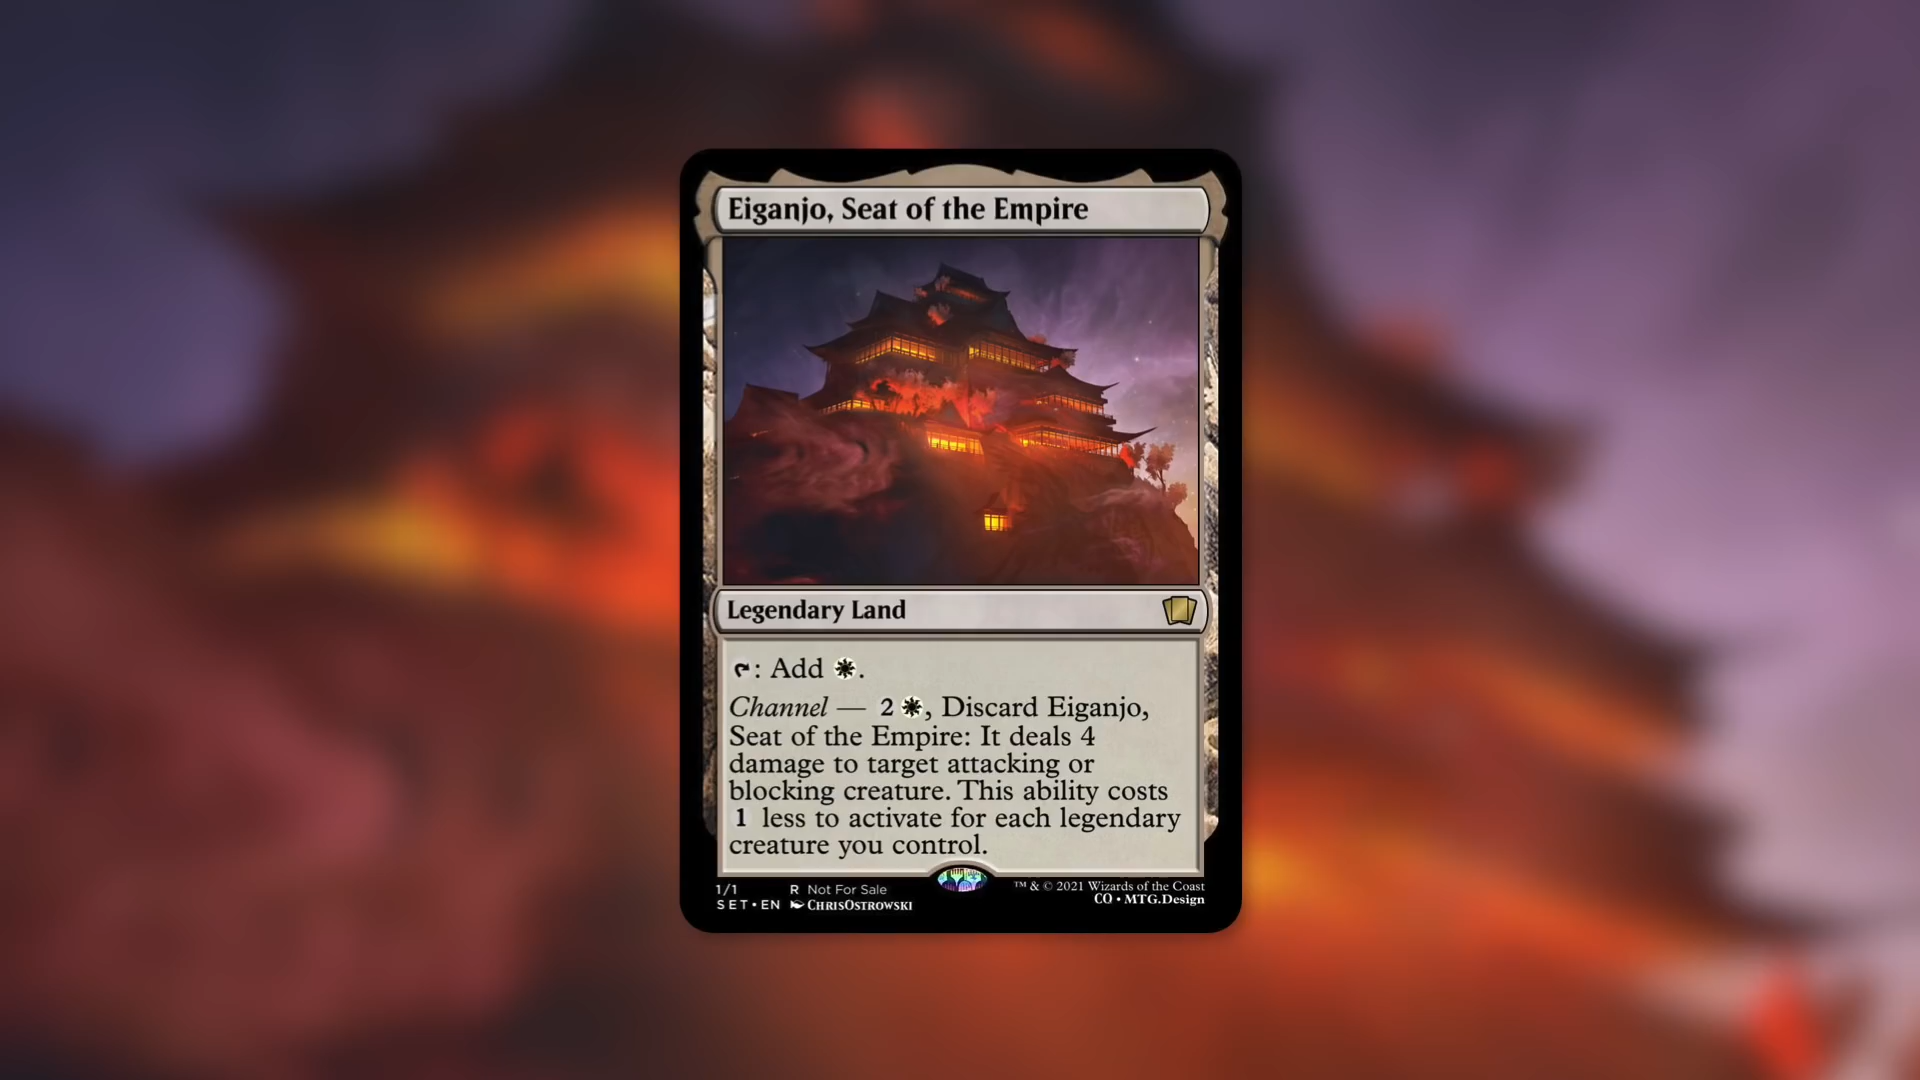 Eiganjo, Seat of the Empire
Legendary Land
: Add .
Channel — 2 , Discard Eiganjo,
Seat of the Empire: It deals 4
damage to target attacking or
blocking creature. This ability costs
1 less to activate for each legendary
creature you control.
1/1 R Not For Sale
SET • EN ChrisOstrowski
™ & © 2021 Wizards of the Coast
CO • MTG.Design